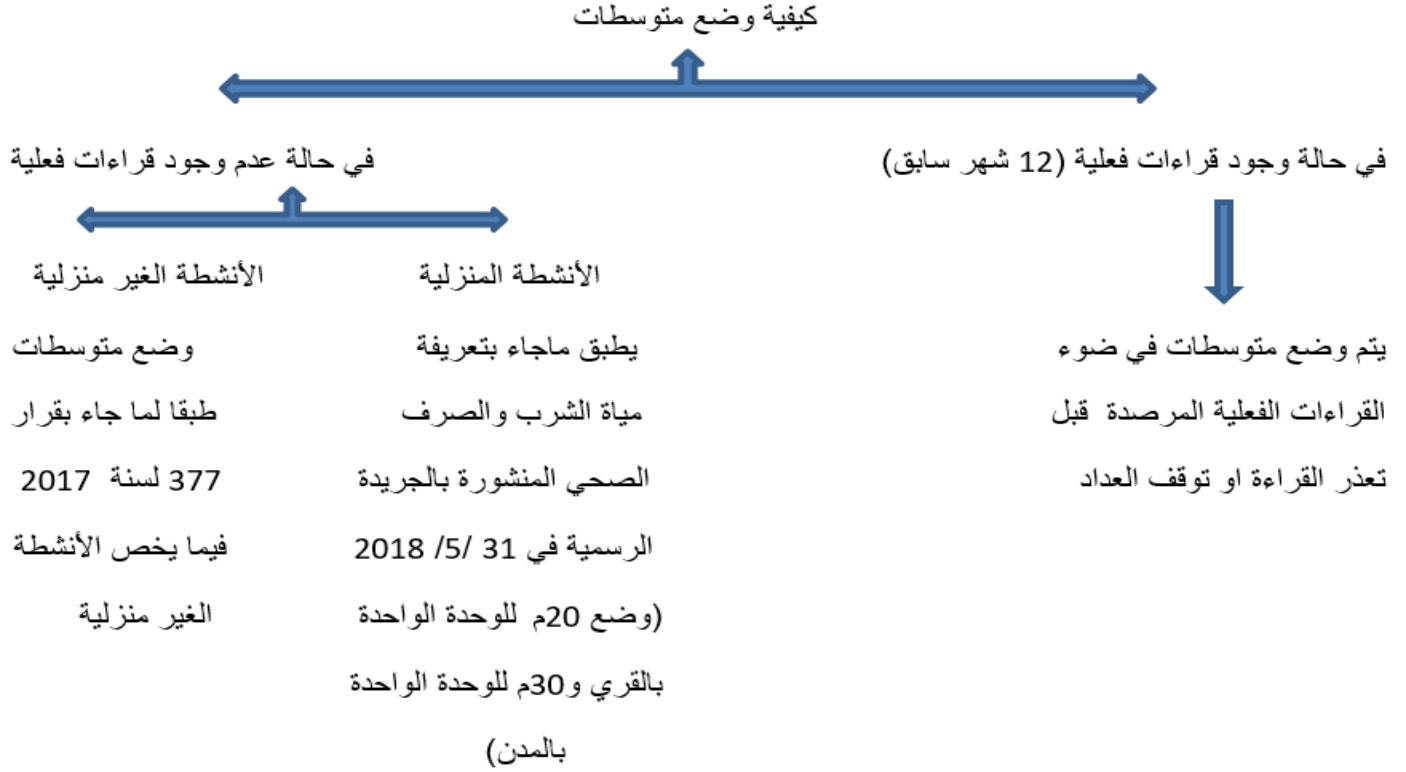 كيفية وضع متوسطات
في حالة وجود قراءات فعلية (12 شهر سابق)
يتم وضع متوسطات في ضوء
القراءات الفعلية المرصدة قبل
تعذر القراءة او توقف العداد
في حالة عدم وجود قراءات فعلية
الأنشطة المنزلية
يطبق ماجاء بتعريفة
مياة الشرب والصرف
الصحي المنشورة بالجريدة
الرسمية في 31 /5/ 2018
(وضع 20م للوحدة الواحدة
بالقري و30م للوحدة الواحدة
بالمدن)
الأنشطة الغير منزلية
وضع متوسطات
طبقا لما جاء بقرار
377 لسنة 2017
فيما يخص الأنشطة
الغير منزلية